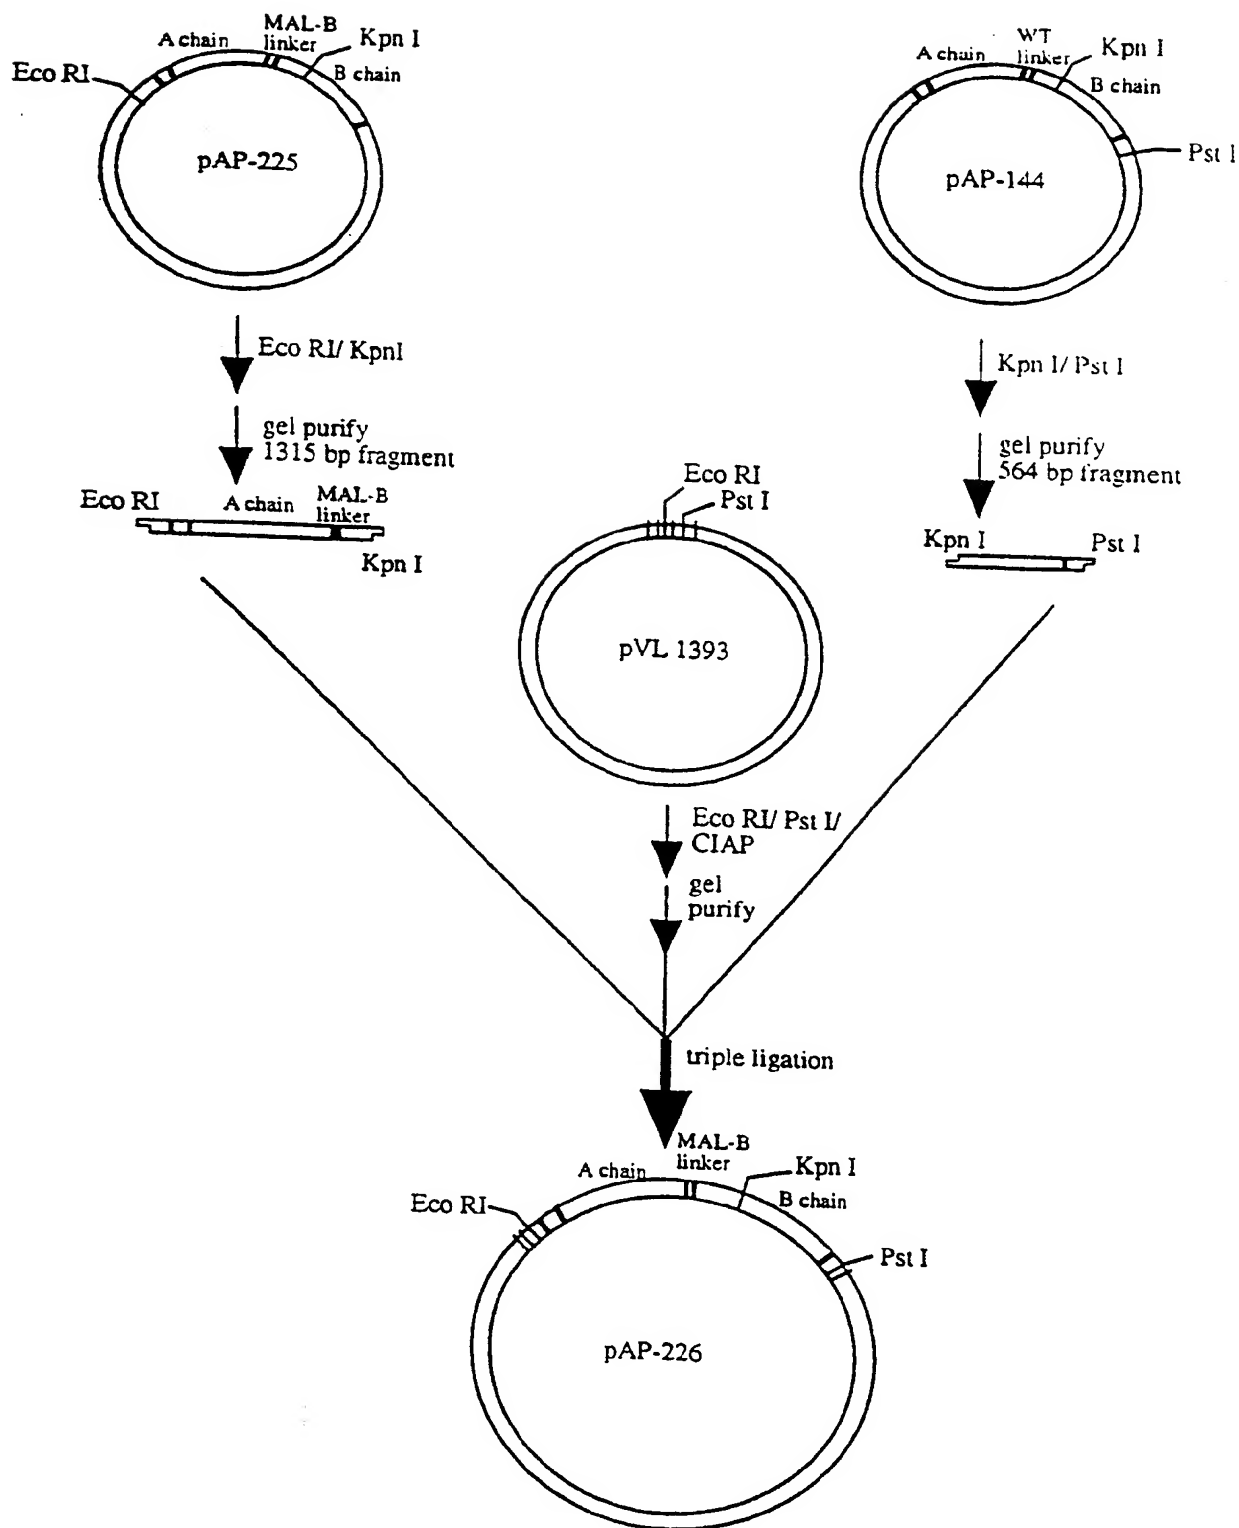 MAL-B
linker
A chain
Kpn I
Eco RI
B chain
pAP-225
WT
linker
A chain
Kpn I
B chain
Pst I
pAP-144
Eco RI/ KpnI
gel purify
1315 bp fragment
Kpn I/ Pst I
gel purify
564 bp fragment
Eco RI
A chain
MAL-B
linker
Kpn I
Kpn I
Pst I
Eco RI
Pst I
pVL 1393
Eco RI/ Pst I/
CIAP
gel
purify
triple ligation
MAL-B
linker
A chain
Kpn I
Eco RI
B chain
Pst I
pAP-226